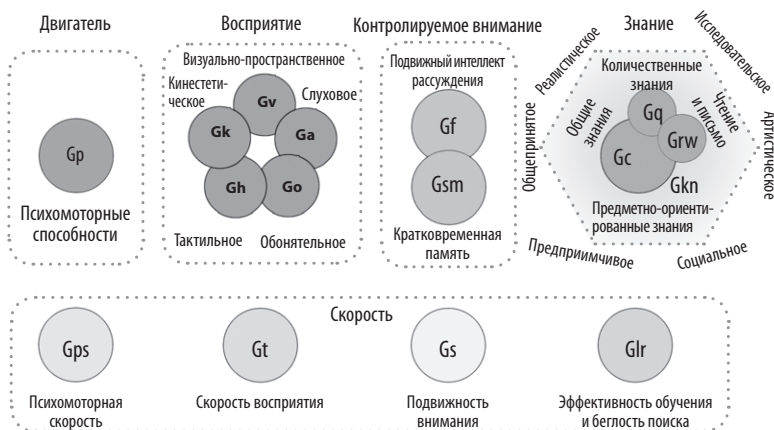 Двигатель
Gp
Психомоторные
способности
Восприятие
Визуально-пространственное
Кинестети-
ческое
Слуховое
Gv
Gk
Ga
Gh
Go
Тактильное
Обонятельное
Контролируемое внимание
Подвижный интеллект
рассуждения
Gf
Gsm
Кратковременная
память
Знание
Реалистическое
Исследовательское
Общепринятое
Артистическое
Предприимчивое
Социальное
Количественные
знания
Общие
знания
Чтение
и письмо
Gq
Grw
Gc
Gkn
Предметно-ориенти-
рованные знания
Скорость
Gps
Gt
Gs
Glr
Психомоторная
скорость
Скорость восприятия
Подвижность
внимания
Эффективность обучения
и беглость поиска